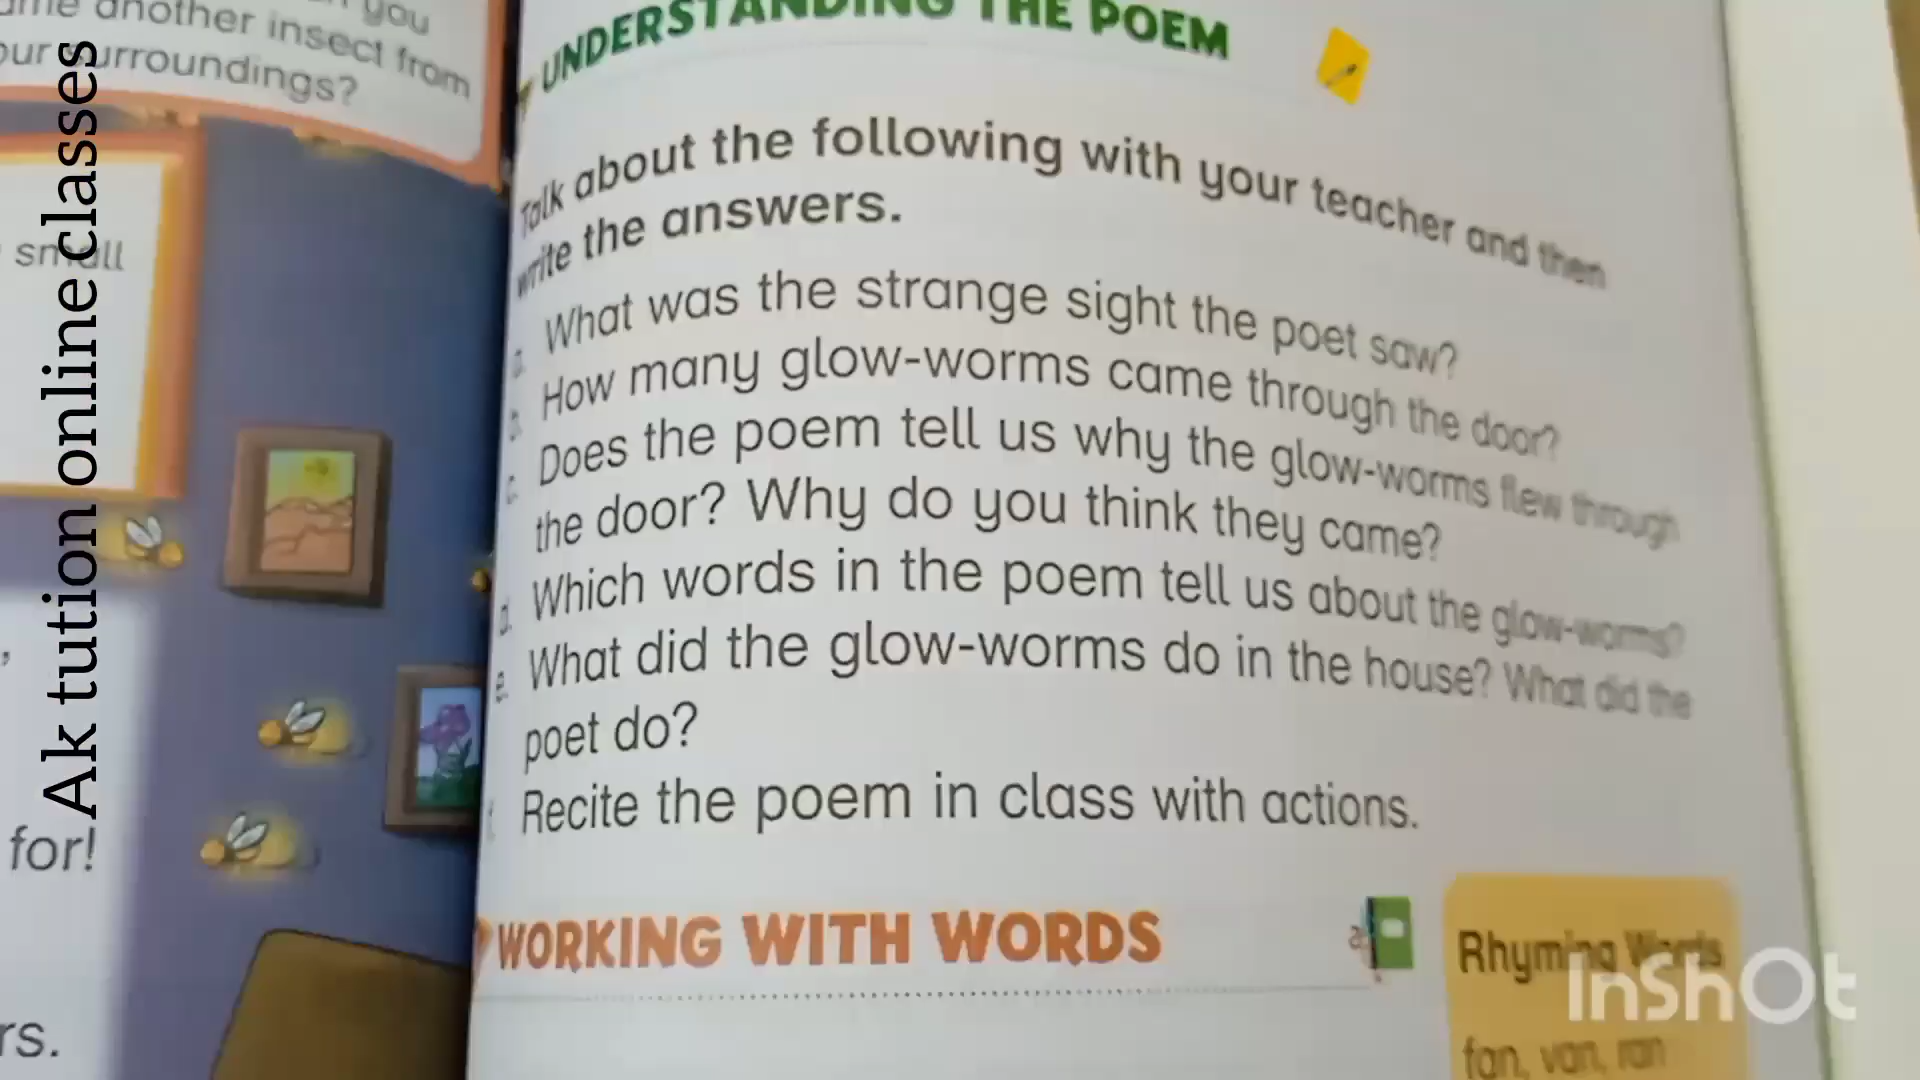 you
another insect from
our surroundings?
small
,
for!
rs.
Ak tution online classes
UNDERSTANDING THE POEM
Talk about the following with your teacher and then
write the answers.
a. What was the strange sight the poet saw?
b. How many glow-worms came through the door?
c. Does the poem tell us why the glow-worms flew through
the door? Why do you think they came?
d. Which words in the poem tell us about the glow-worms?
e. What did the glow-worms do in the house? What did the
poet do?
f. Recite the poem in class with actions.
WORKING WITH WORDS
Rhyming Words
fan, van, ran
InShOt